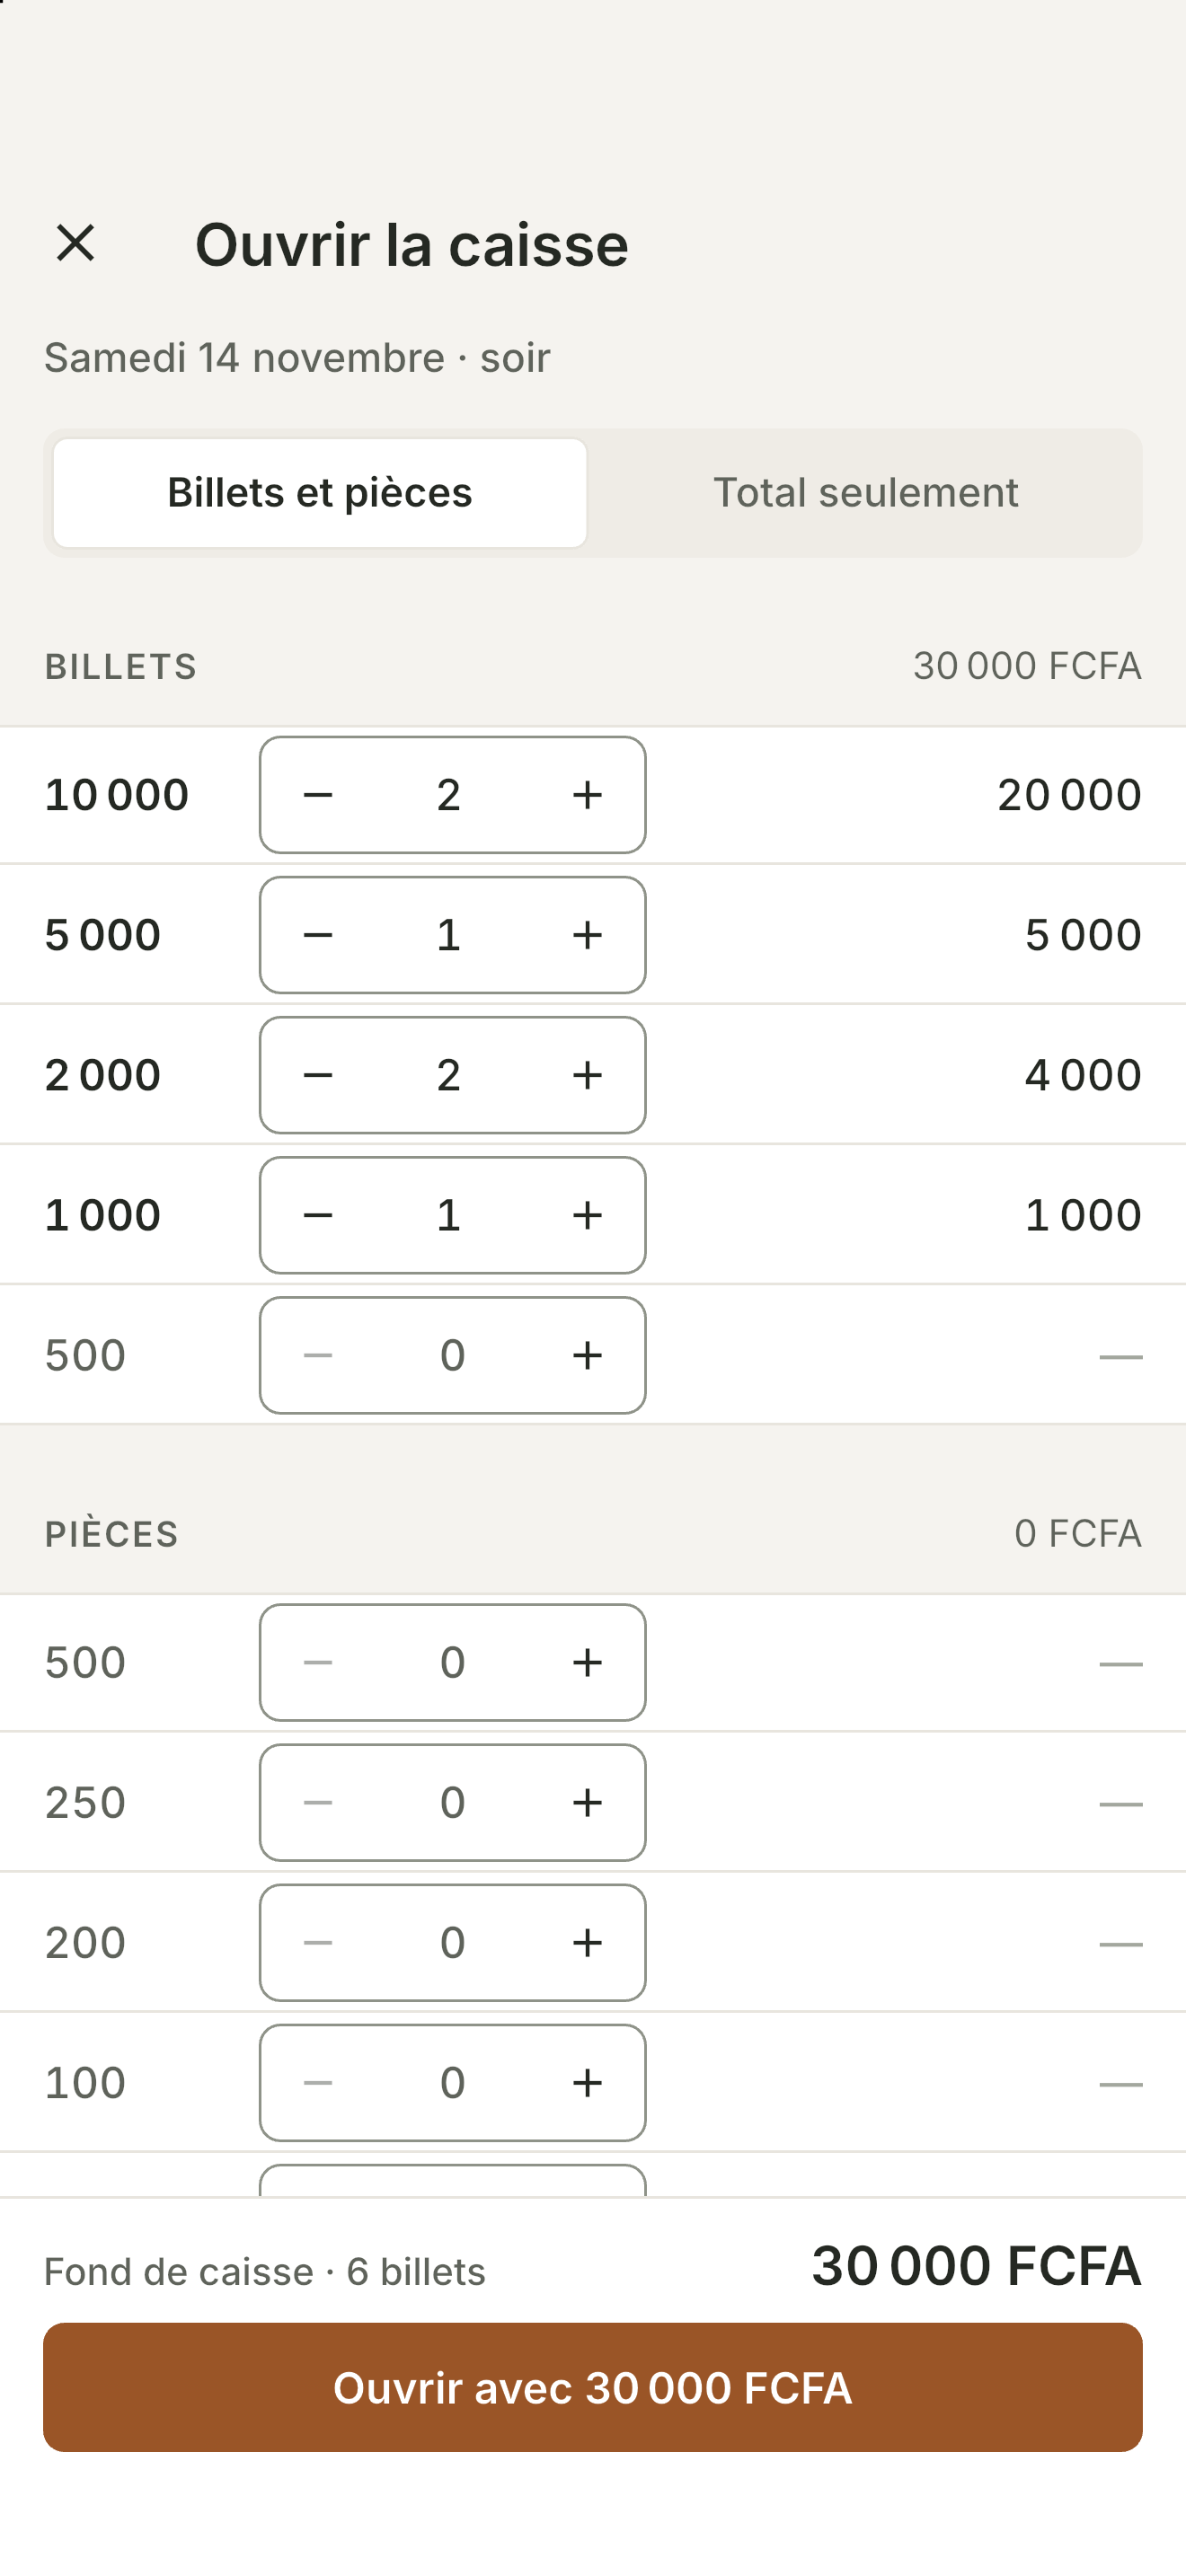 Ouvrir la caisse
Samedi 14 novembre · soir
Billets et pièces Total seulement
BILLETS 30 000 FCFA
10 000 − 2 + 20 000
5 000 − 1 + 5 000
2 000 − 2 + 4 000
1 000 − 1 + 1 000
500 − 0 + —
PIÈCES 0 FCFA
500 − 0 + —
250 − 0 + —
200 − 0 + —
100 − 0 + —
Fond de caisse · 6 billets 30 000 FCFA
Ouvrir avec 30 000 FCFA